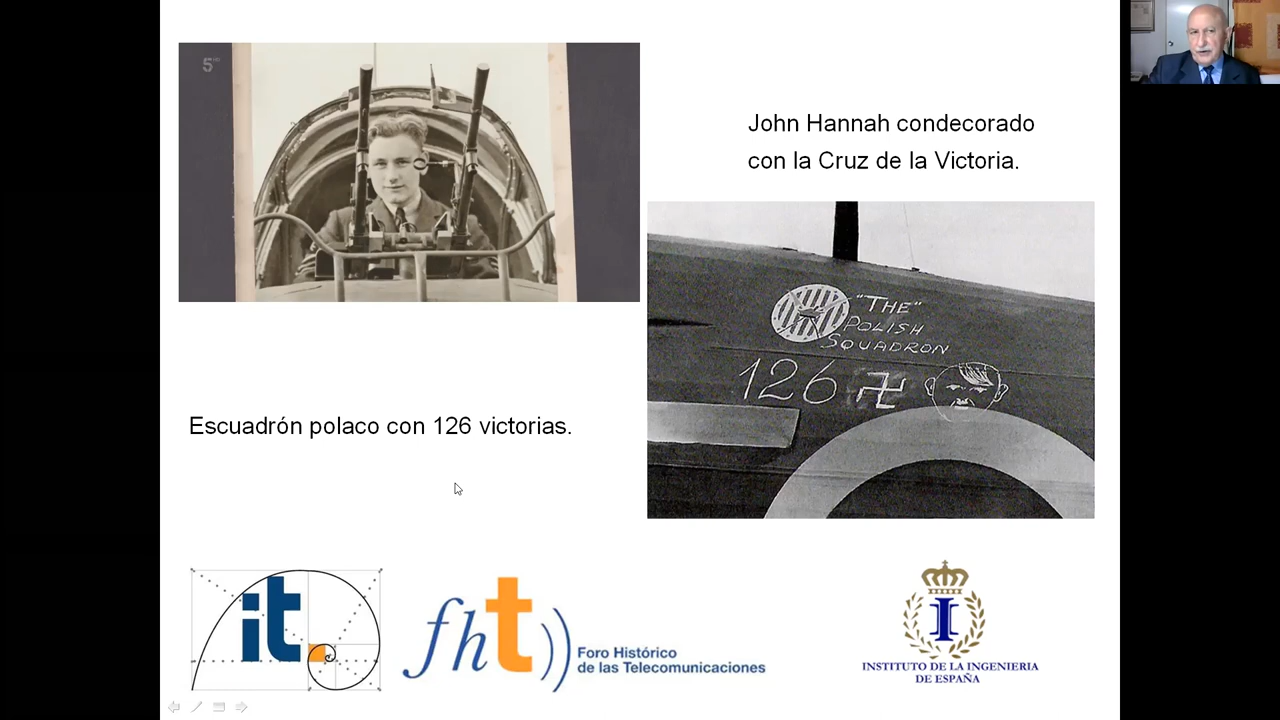 John Hannah condecorado
con la Cruz de la Victoria.
"THE"
POLISH
SQUADRON
126
Escuadrón polaco con 126 victorias.
it
fht
Foro Histórico
de las Telecomunicaciones
I
INSTITUTO DE LA INGENIERIA
DE ESPAÑA